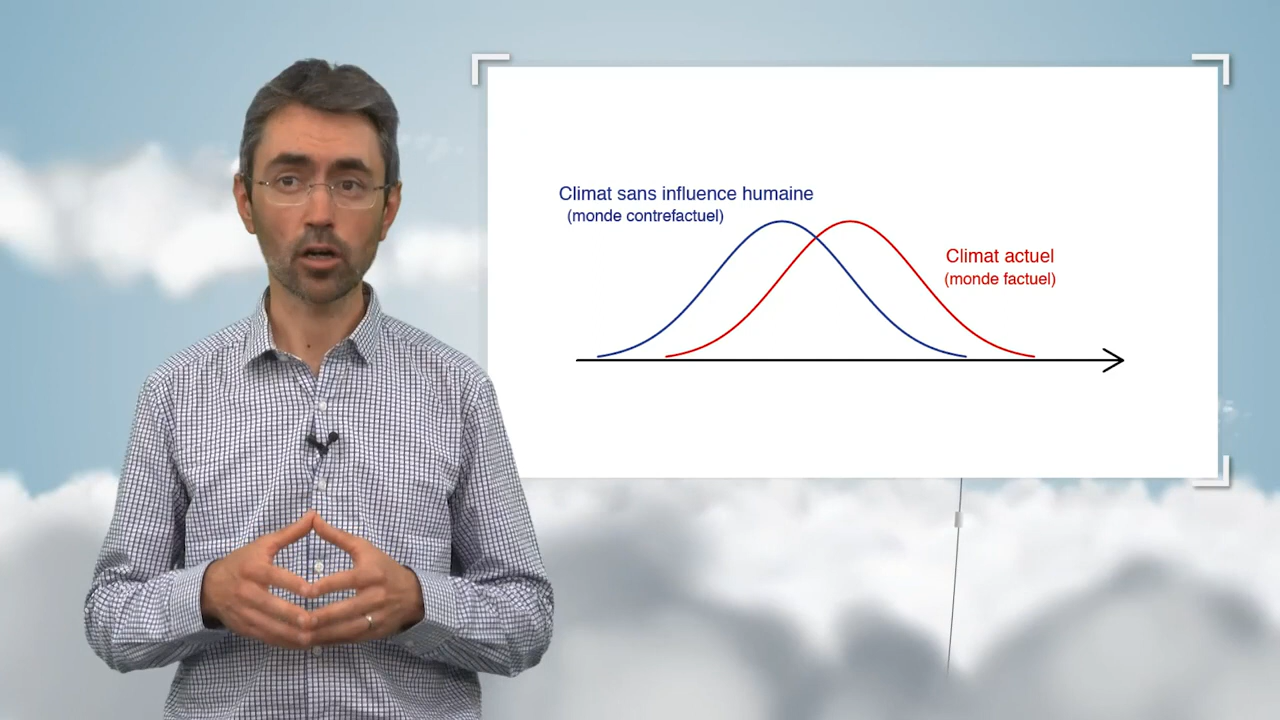 Climat sans influence humaine
(monde contrefactuel)
Climat actuel
(monde factuel)